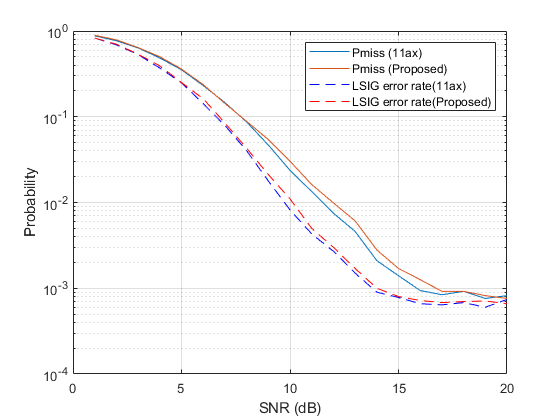 Pmiss (11ax)
Pmiss (Proposed)
LSIG error rate(11ax)
LSIG error rate(Proposed)
10^0
10^-1
10^-2
10^-3
10^-4
Probability
0 5 10 15 20
SNR (dB)